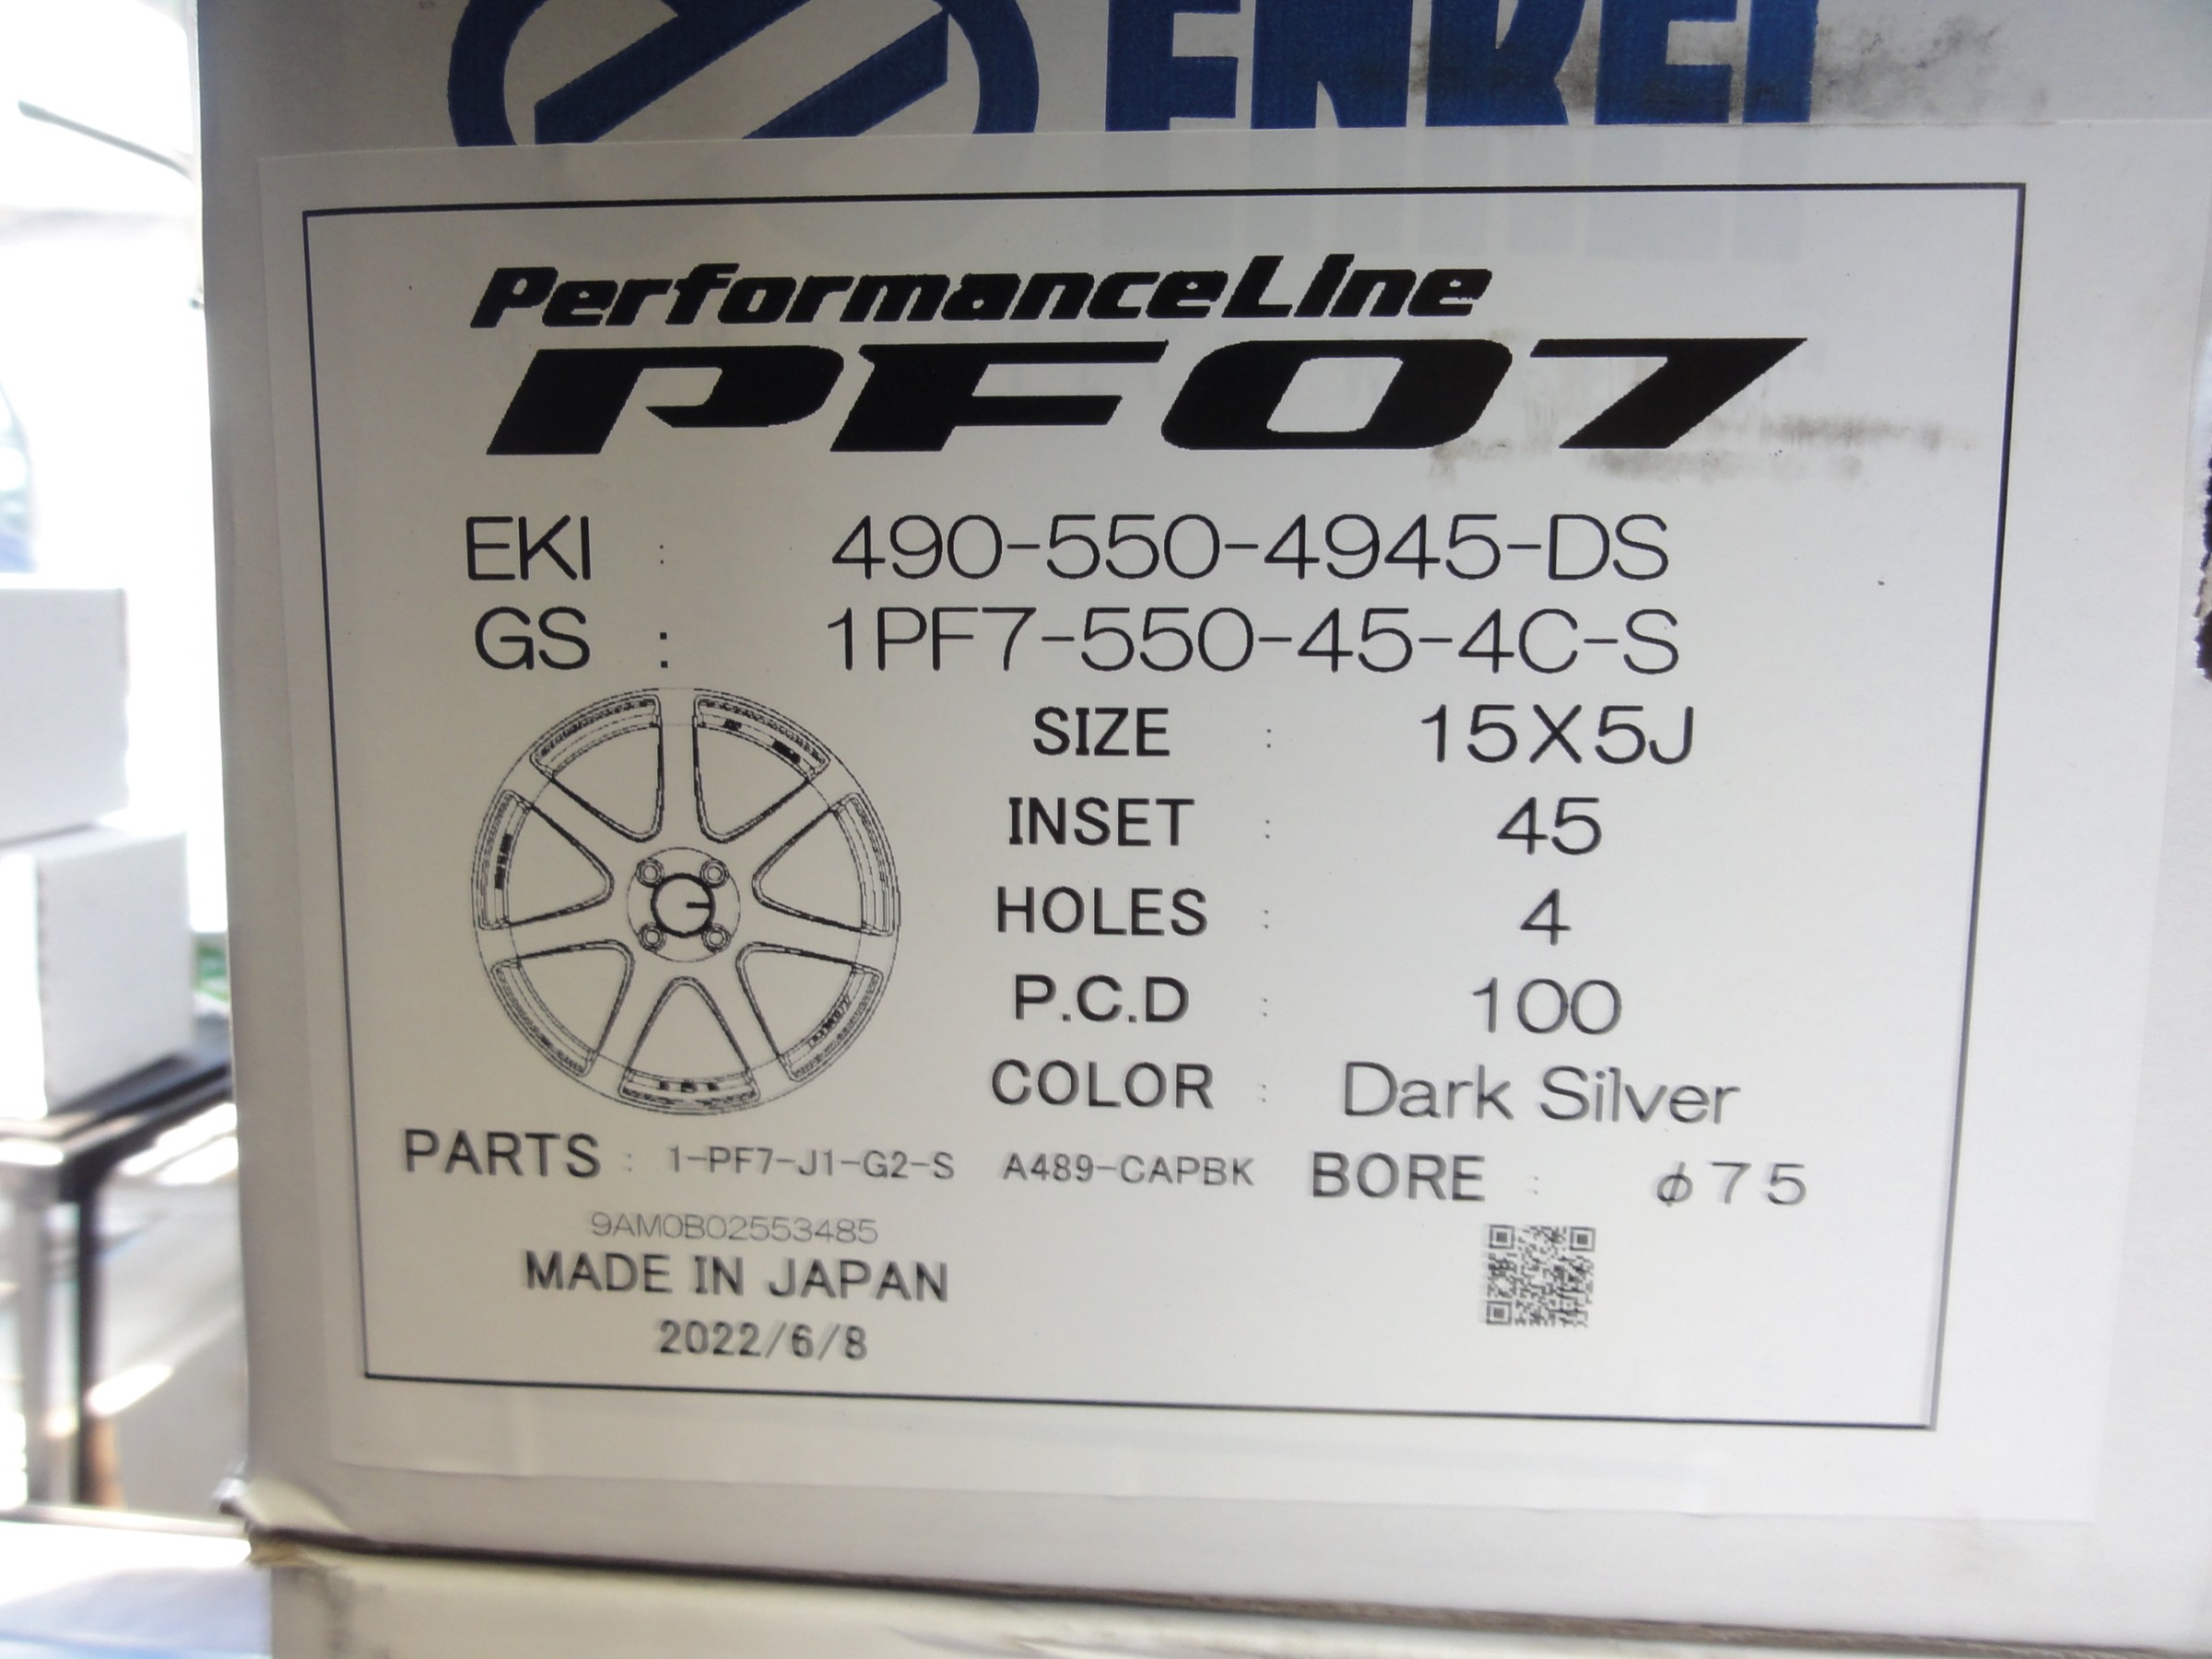 ENKEI
PerformanceLine
PF07
EKI : 490-550-4945-DS
GS : 1PF7-550-45-4C-S
SIZE : 15X5J
INSET : 45
HOLES : 4
P.C.D : 100
COLOR : Dark Silver
PARTS : 1-PF7-J1-G2-S A489-CAPBK BORE : φ75
9AM0B02553485
MADE IN JAPAN
2022/6/8